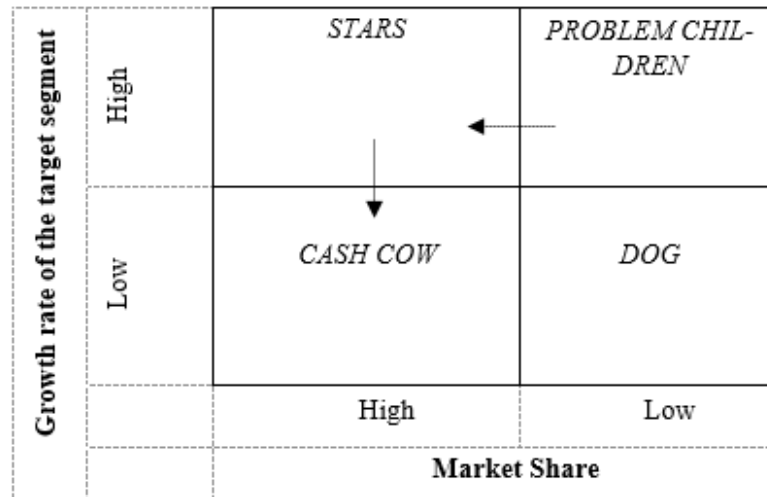 Growth rate of the target segment
High
STARS
PROBLEM CHIL-
DREN
Low
CASH COW
DOG
High
Low
Market Share